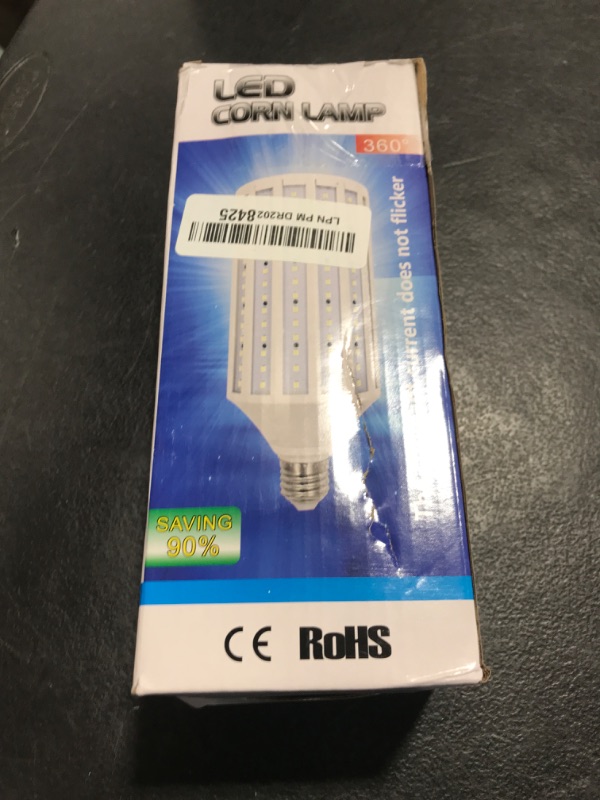 LED
CORN LAMP
360°
LPN PM DR2028425
current does not flicker
SAVING
90%
CE RoHS